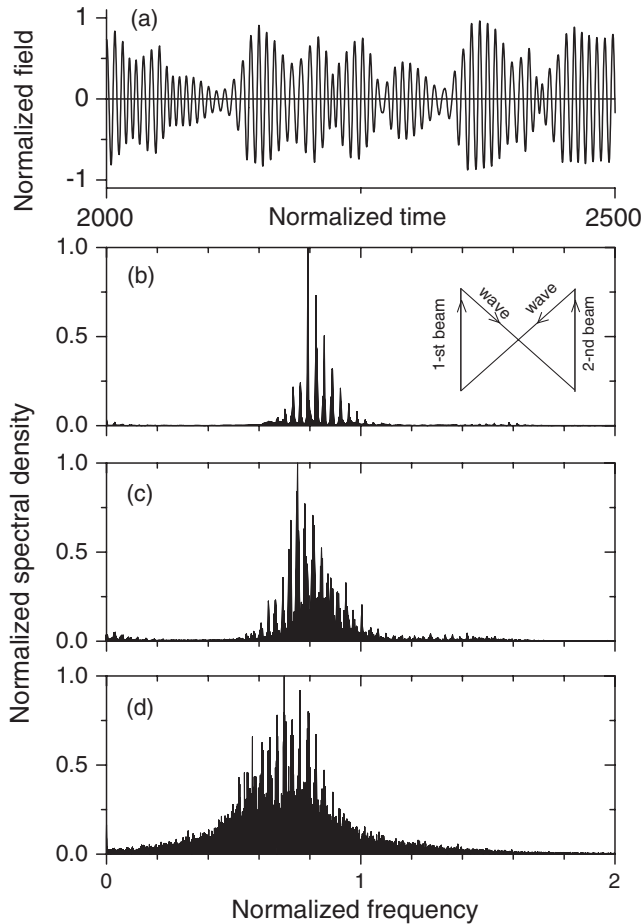 (a)
Normalized field
1
0
-1
2000
Normalized time
2500
Normalized spectral density
(b)
1.0
0.5
0.0
1-st beam
wave
wave
2-nd beam
(c)
1.0
0.5
0.0
(d)
1.0
0.5
0.0
0
1
2
Normalized frequency